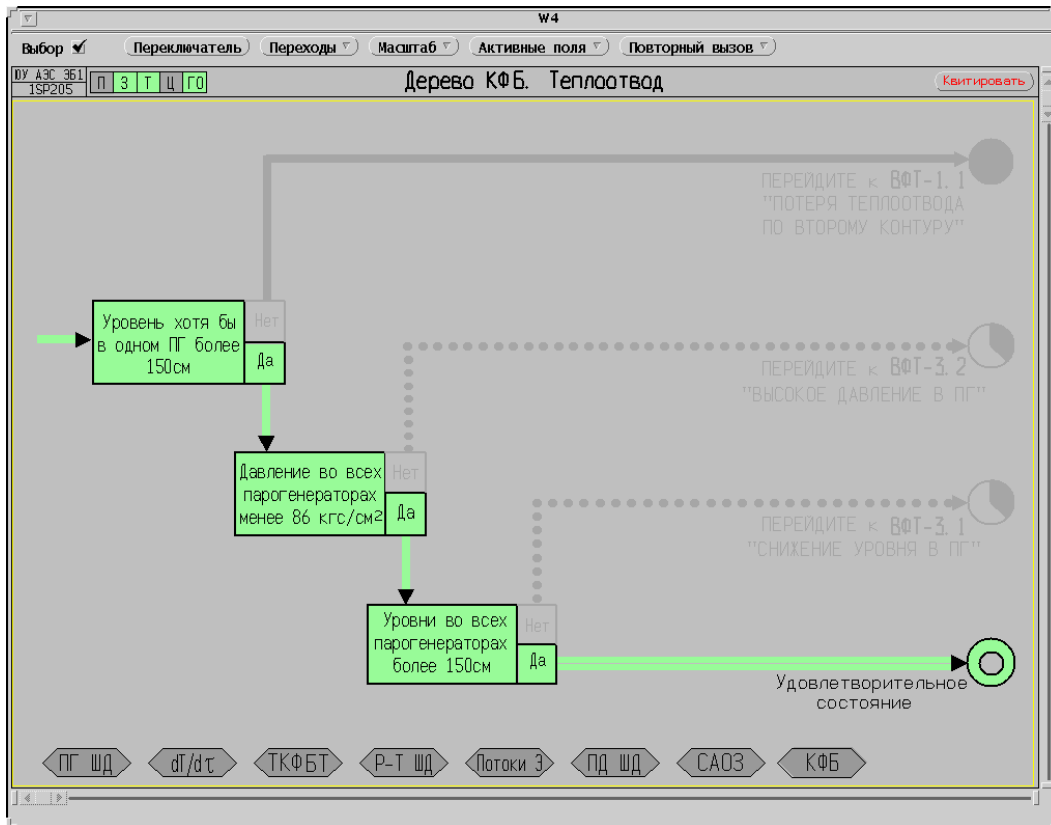 W4
Выбор
Переключатель
Переходы
Масштаб
Активные поля
Повторный вызов
ЮУ АЭС ЭБ1
1SP205
П З Т Ц ГО
Дерево КФБ. Теплоотвод
Квитировать
ПЕРЕЙДИТЕ к ВФТ-1.1
"ПОТЕРЯ ТЕПЛООТВОДА
ПО ВТОРОМУ КОНТУРУ"
Уровень хотя бы
в одном ПГ более
150см
Нет
Да
ПЕРЕЙДИТЕ к ВФТ-3.2
"ВЫСОКОЕ ДАВЛЕНИЕ В ПГ"
Давление во всех
парогенераторах
менее 86 кгс/см2
Нет
Да
ПЕРЕЙДИТЕ к ВФТ-3.1
"СНИЖЕНИЕ УРОВНЯ В ПГ"
Уровни во всех
парогенераторах
более 150см
Нет
Да
Удовлетворительное
состояние
ПГ ШД
dT/dτ
ТКФБТ
Р-Т ШД
Потоки Э
ПД ШД
САОЗ
КФБ